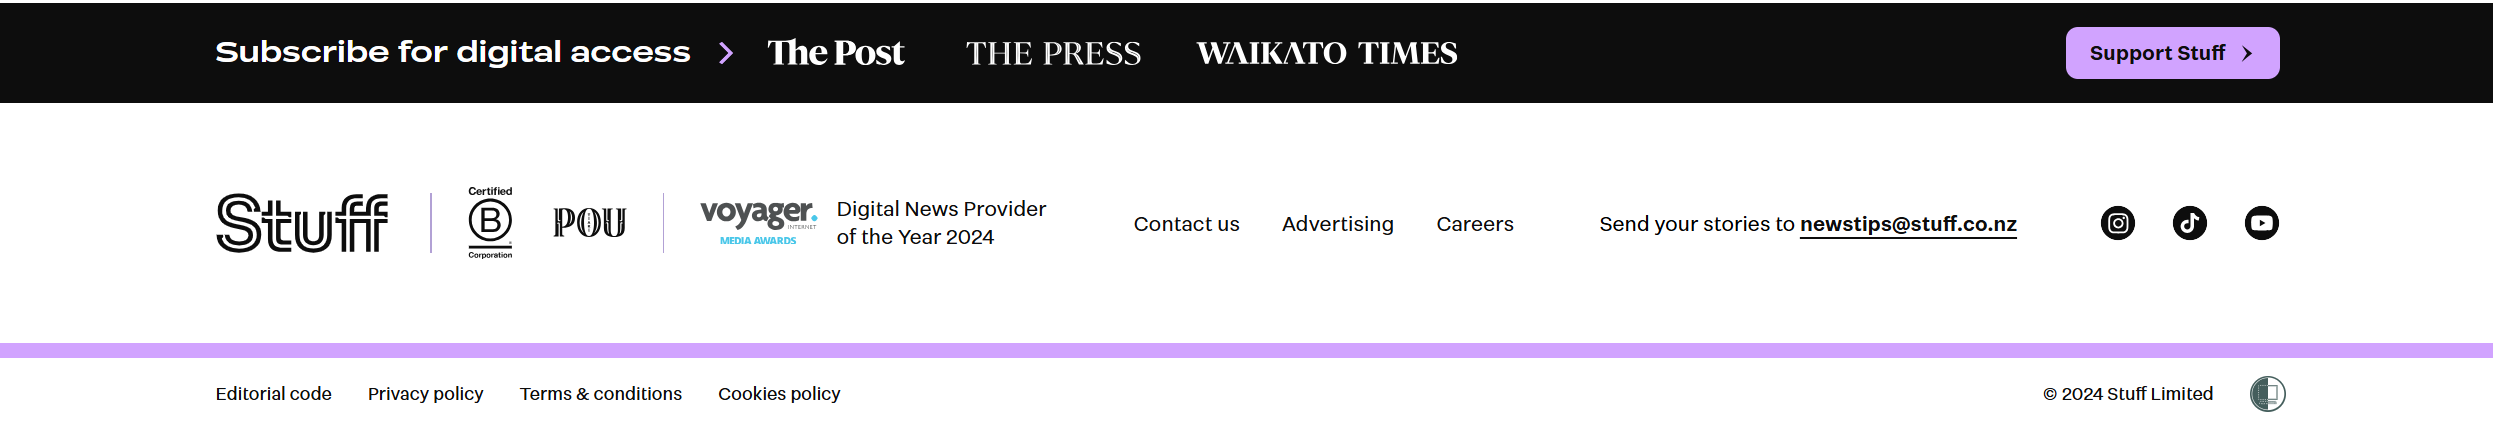 Subscribe for digital access
The Post
THE PRESS
WAIKATO TIMES
Support Stuff
Stuff
Certified
B
Corporation
POU
voyager.
INTERNET
MEDIA AWARDS
Digital News Provider
of the Year 2024
Contact us
Advertising
Careers
Send your stories to newstips@stuff.co.nz
Editorial code
Privacy policy
Terms & conditions
Cookies policy
© 2024 Stuff Limited